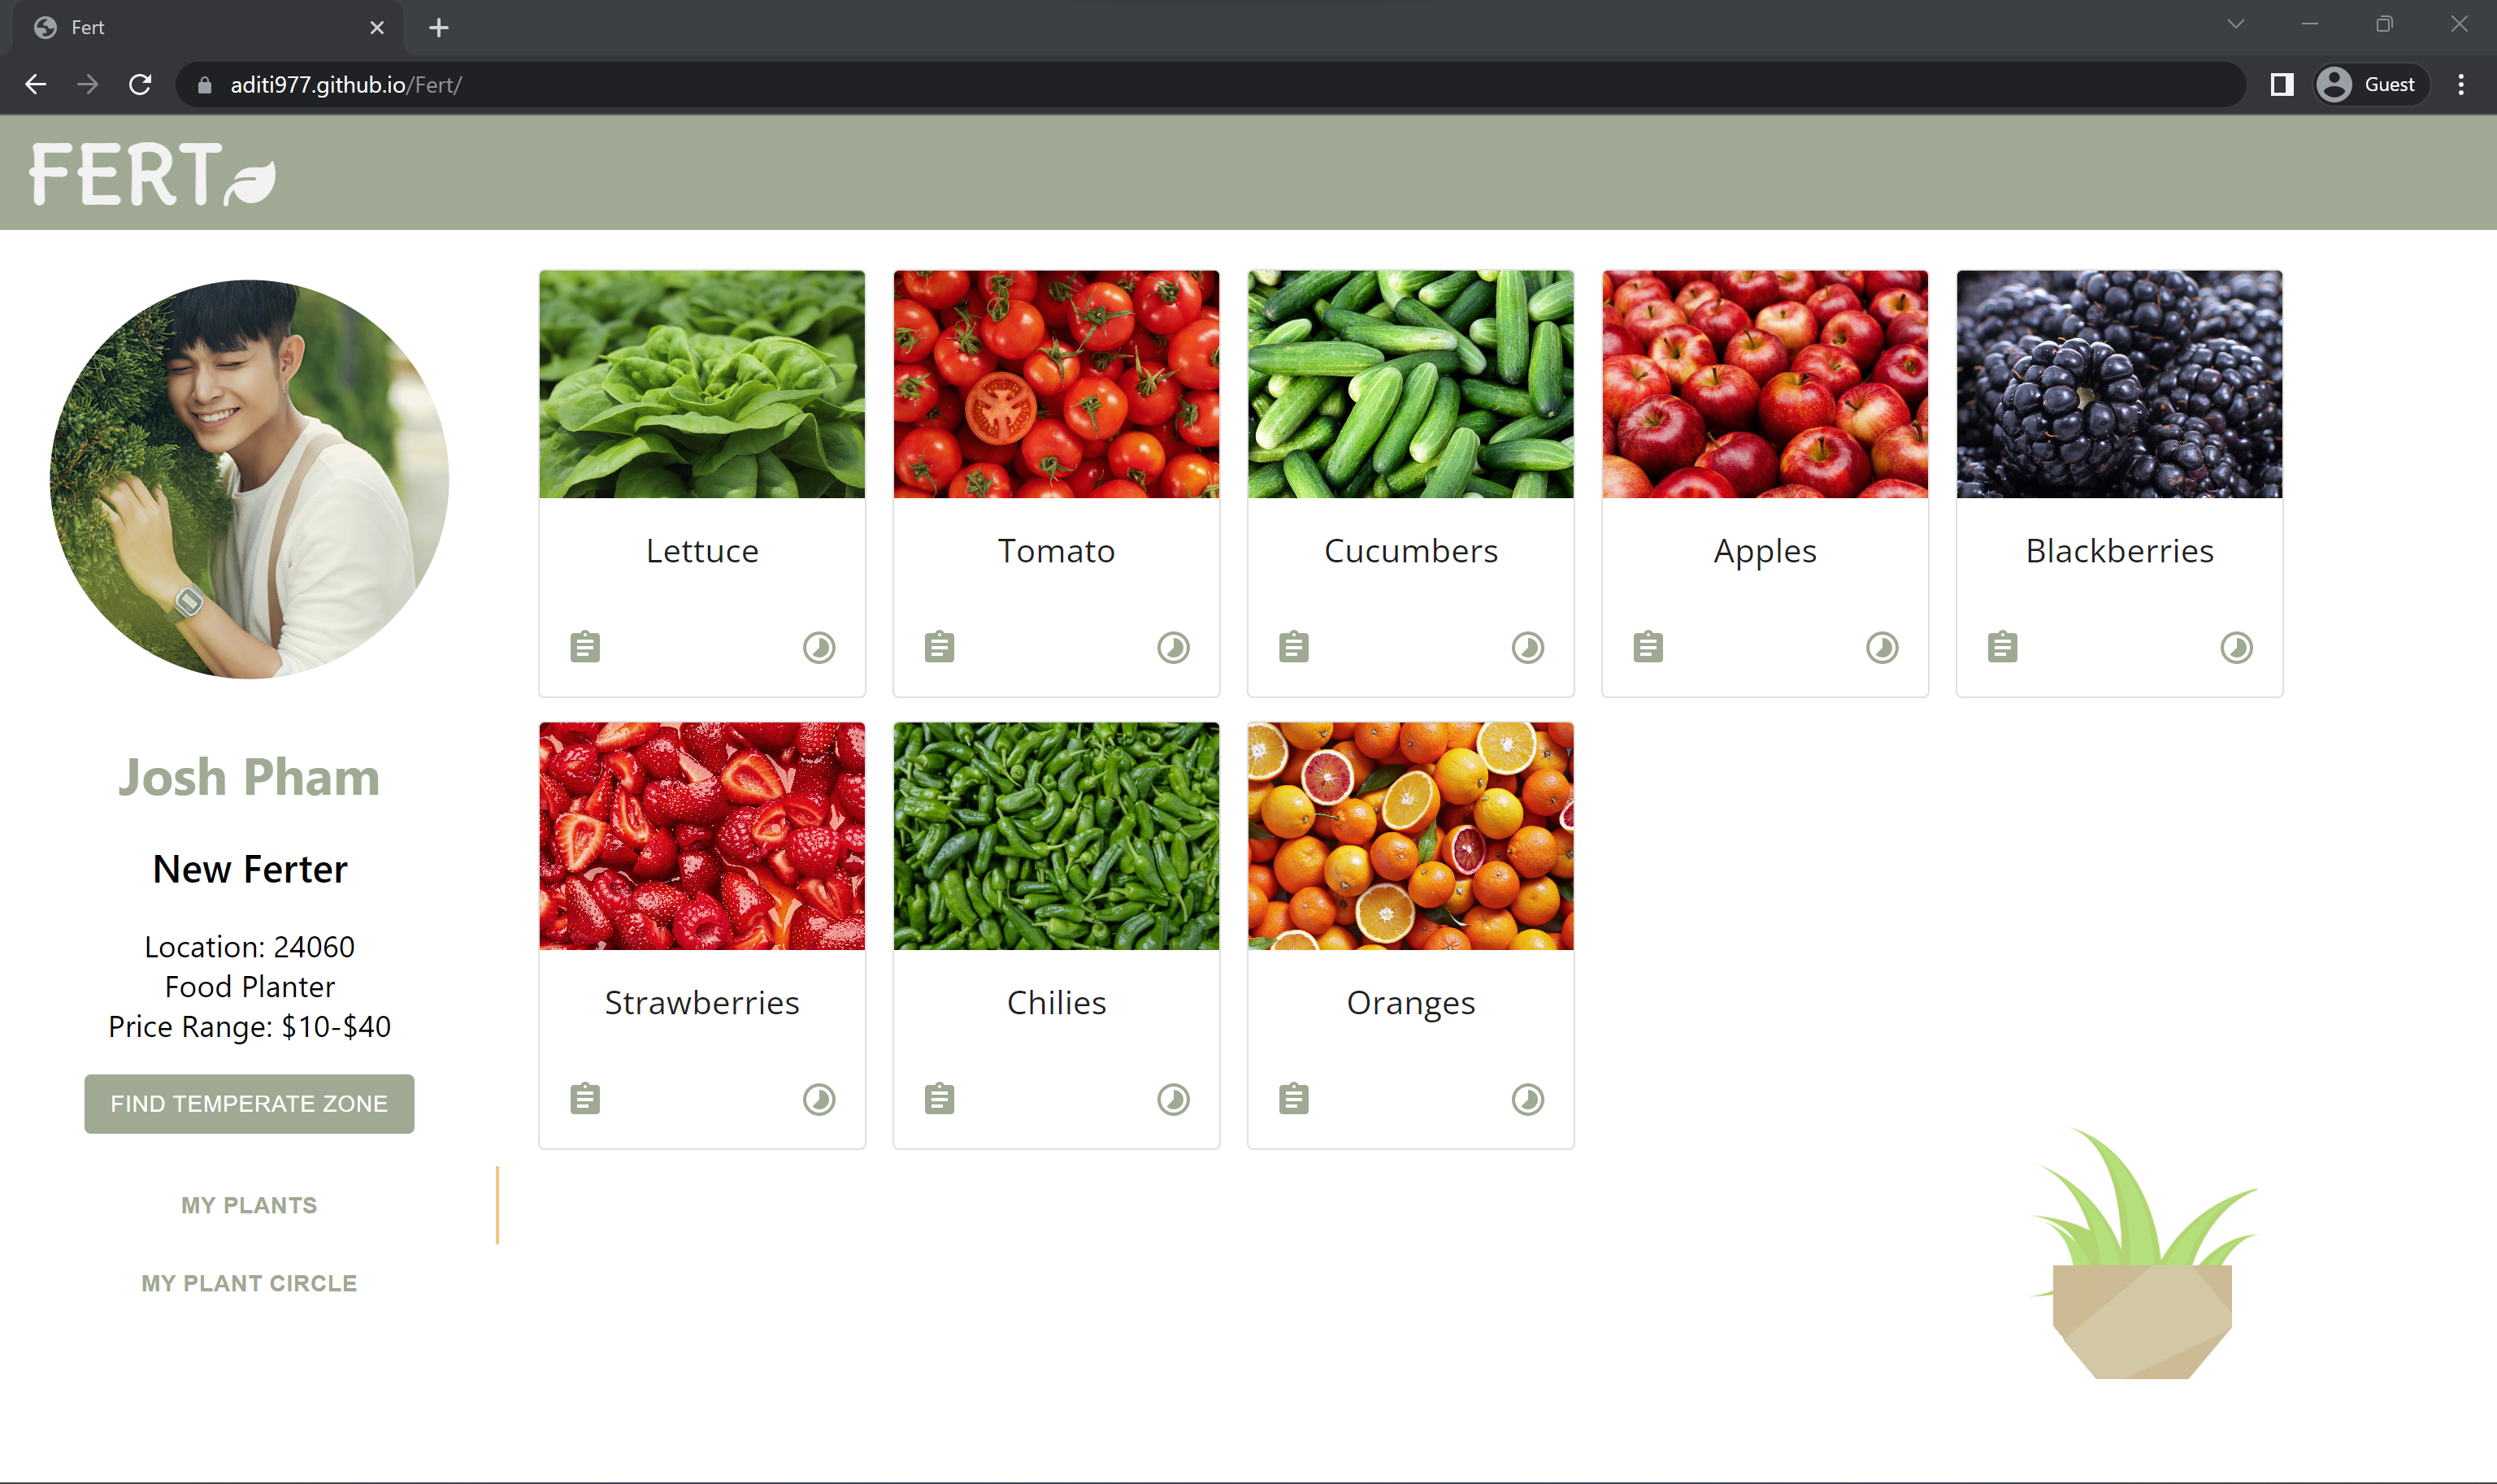 Fert
aditi977.github.io/Fert/
Guest
FERT
Lettuce
Tomato
Cucumbers
Apples
Blackberries
Josh Pham
New Ferter
Location: 24060
Food Planter
Price Range: $10-$40
FIND TEMPERATE ZONE
MY PLANTS
MY PLANT CIRCLE
Strawberries
Chilies
Oranges